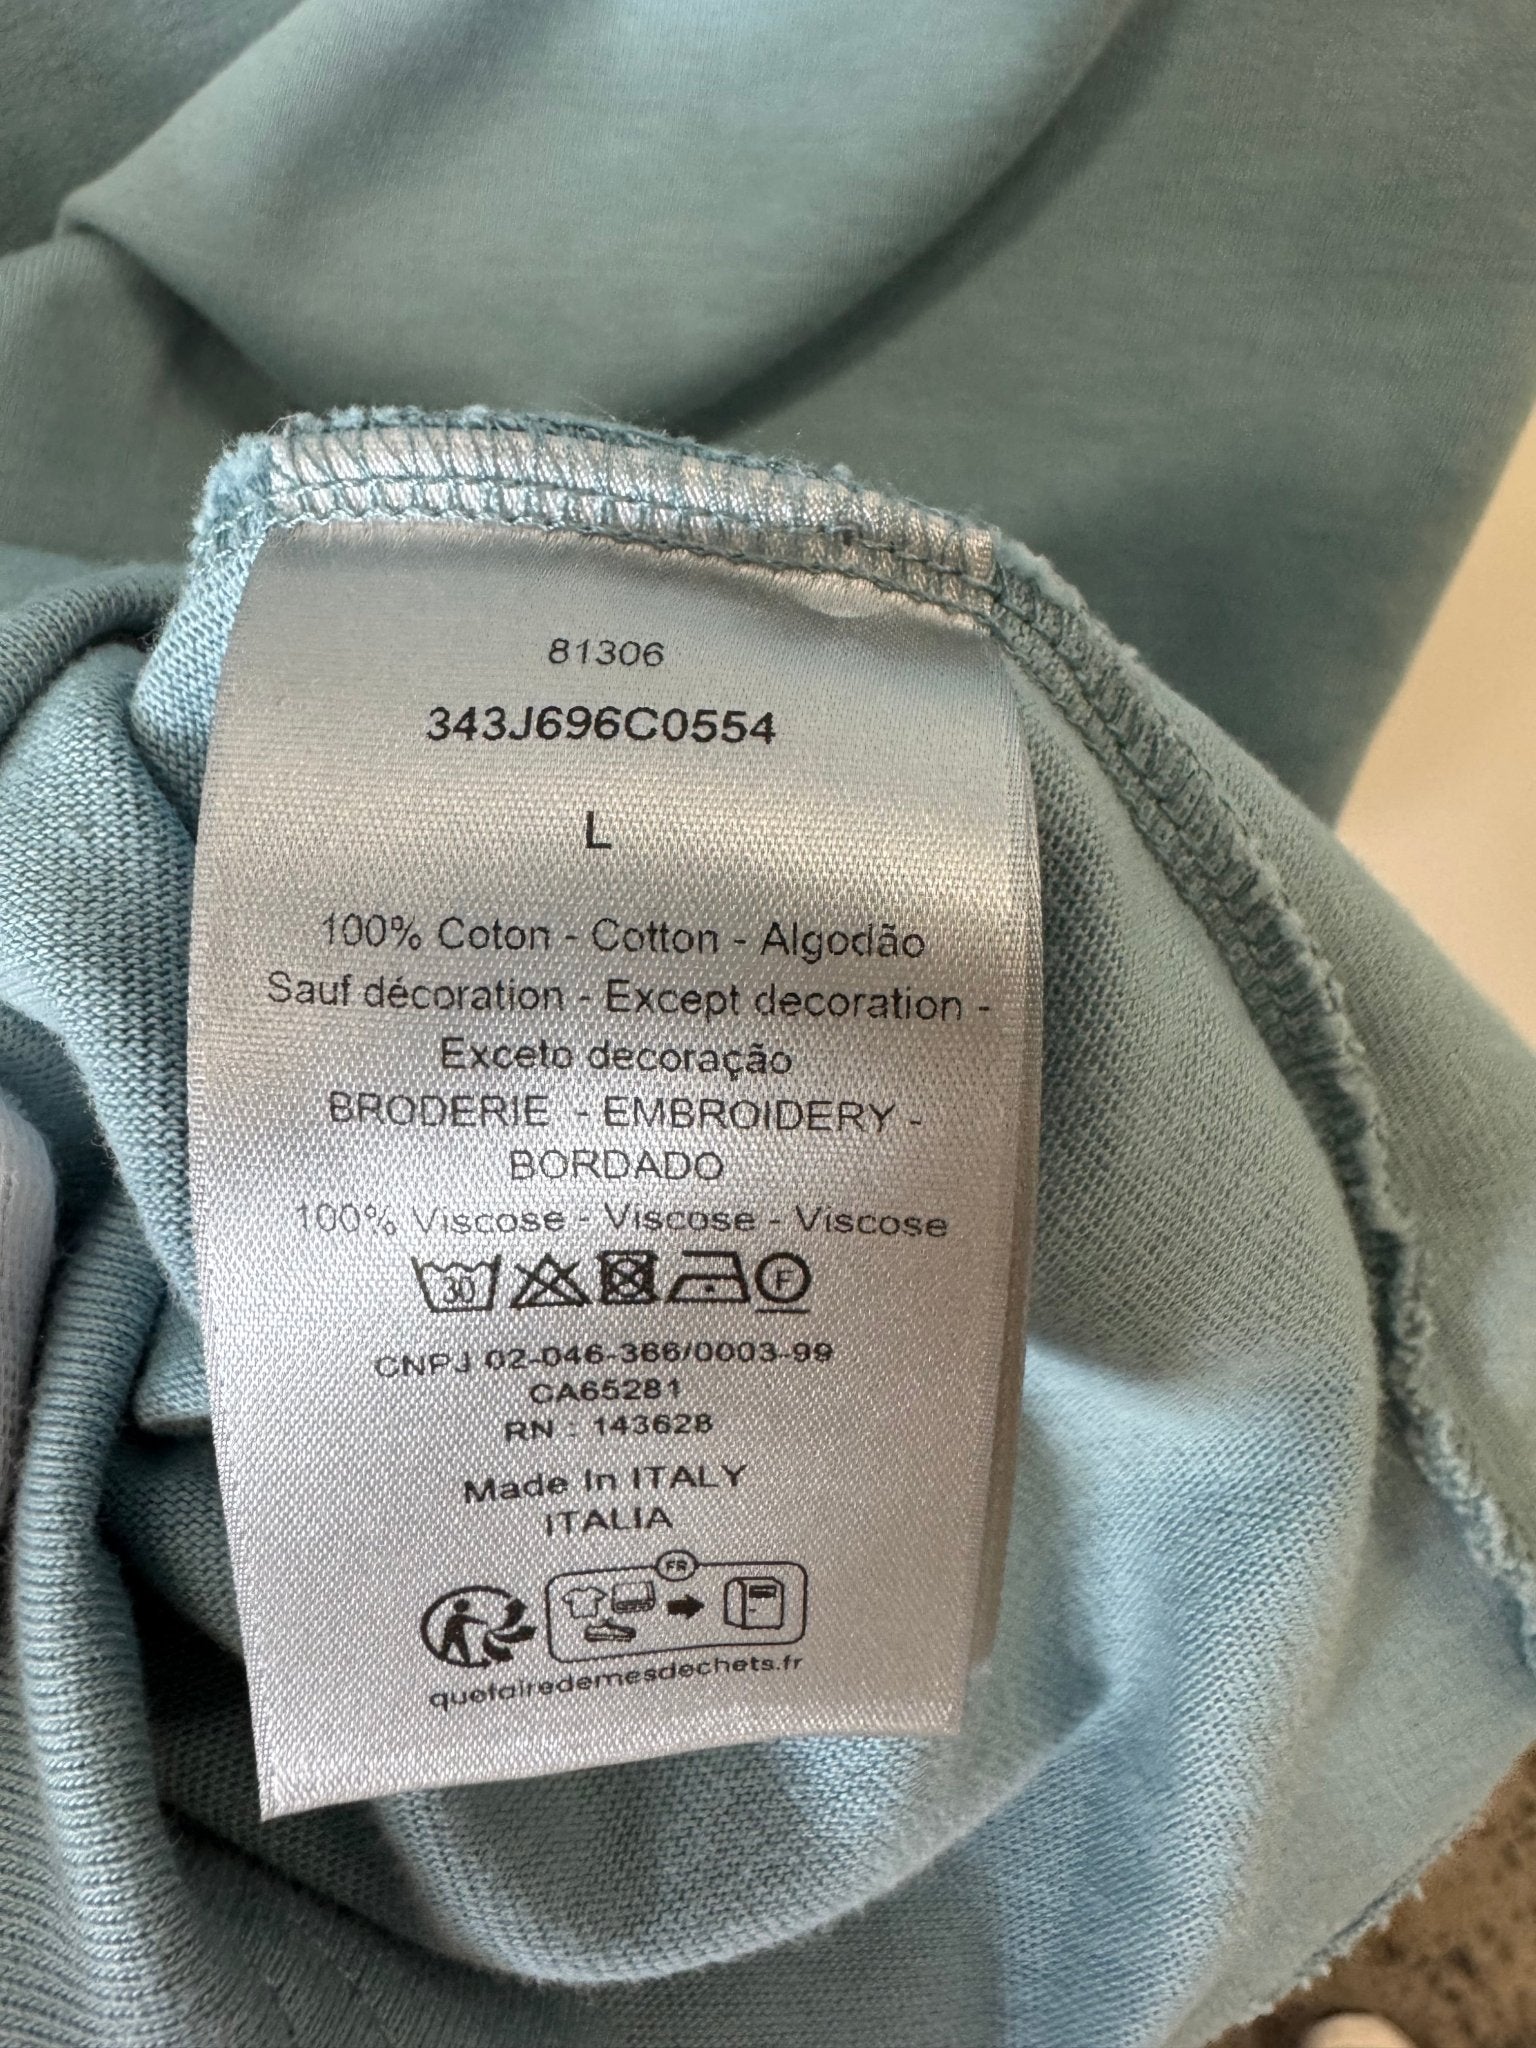 81306
343J696C0554
L
100% Coton - Cotton - Algodão
Sauf décoration - Except decoration -
Exceto decoração
BRODERIE - EMBROIDERY -
BORDADO
100% Viscose - Viscose - Viscose
30 F
CNPJ 02-046-366/0003-99
CA65281
RN : 143628
Made In ITALY
ITALIA
FR
quefairedemesdechets.fr